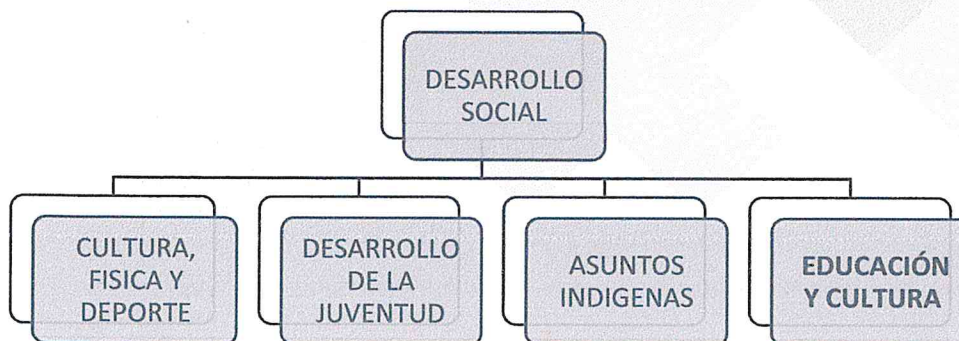 DESARROLLO
SOCIAL
CULTURA,
FISICA Y
DEPORTE
DESARROLLO
DE LA
JUVENTUD
ASUNTOS
INDIGENAS
EDUCACIÓN
Y CULTURA